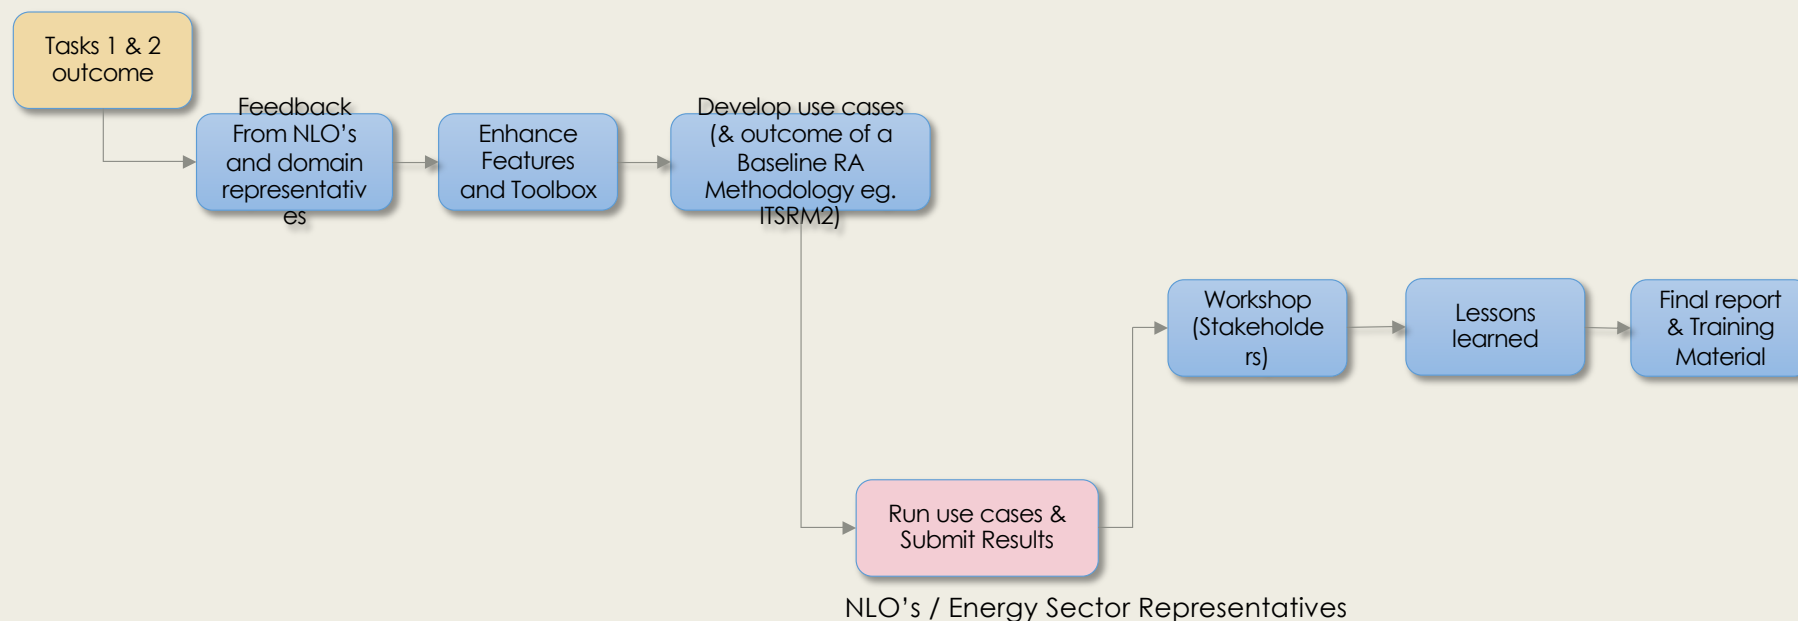 Tasks 1 & 2
outcome
Feedback
From NLO’s
and domain
representativ
es
Enhance
Features
and Toolbox
Develop use cases
(& outcome of a
Baseline RA
Methodology eg.
ITSRM2)
Workshop
(Stakeholde
rs)
Lessons
learned
Final report
& Training
Material
Run use cases &
Submit Results
NLO’s / Energy Sector Representatives